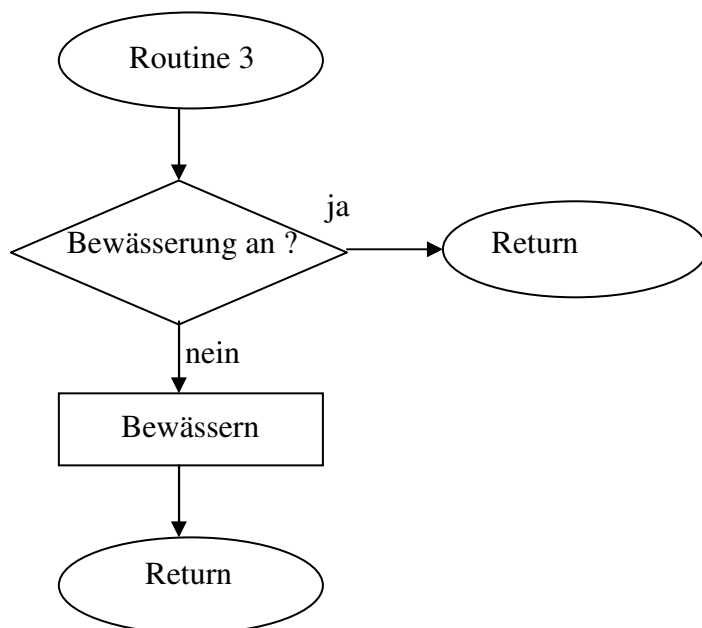 Routine 3
ja
Bewässerung an ?
Return
nein
Bewässern
Return